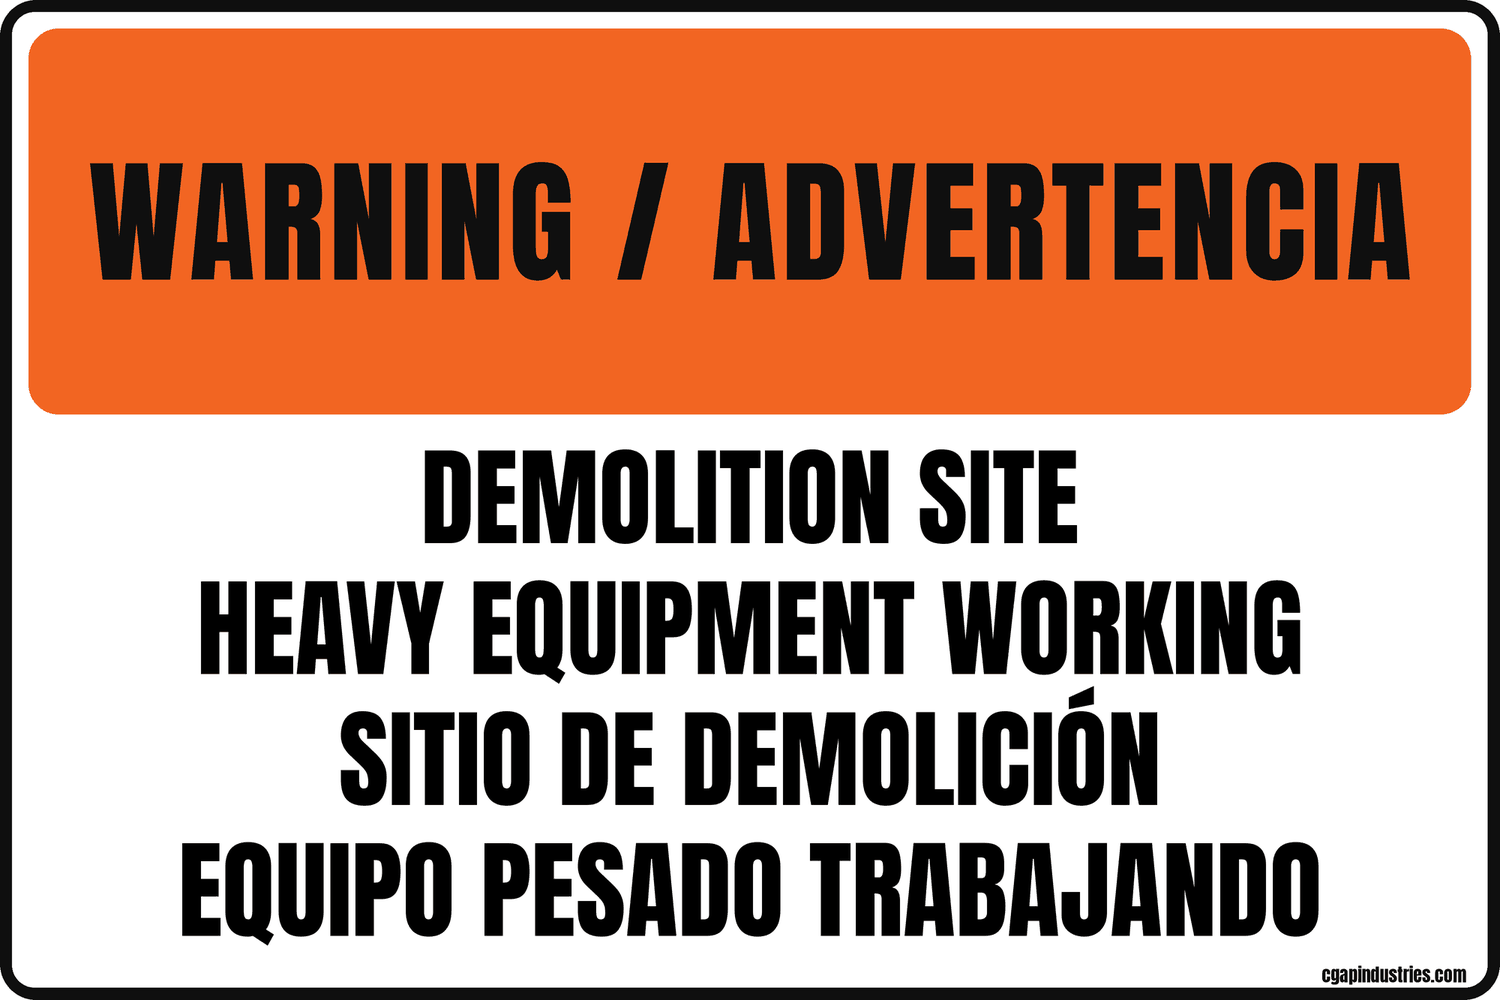 WARNING / ADVERTENCIA
DEMOLITION SITE
HEAVY EQUIPMENT WORKING
SITIO DE DEMOLICIÓN
EQUIPO PESADO TRABAJANDO
cgapindustries.com